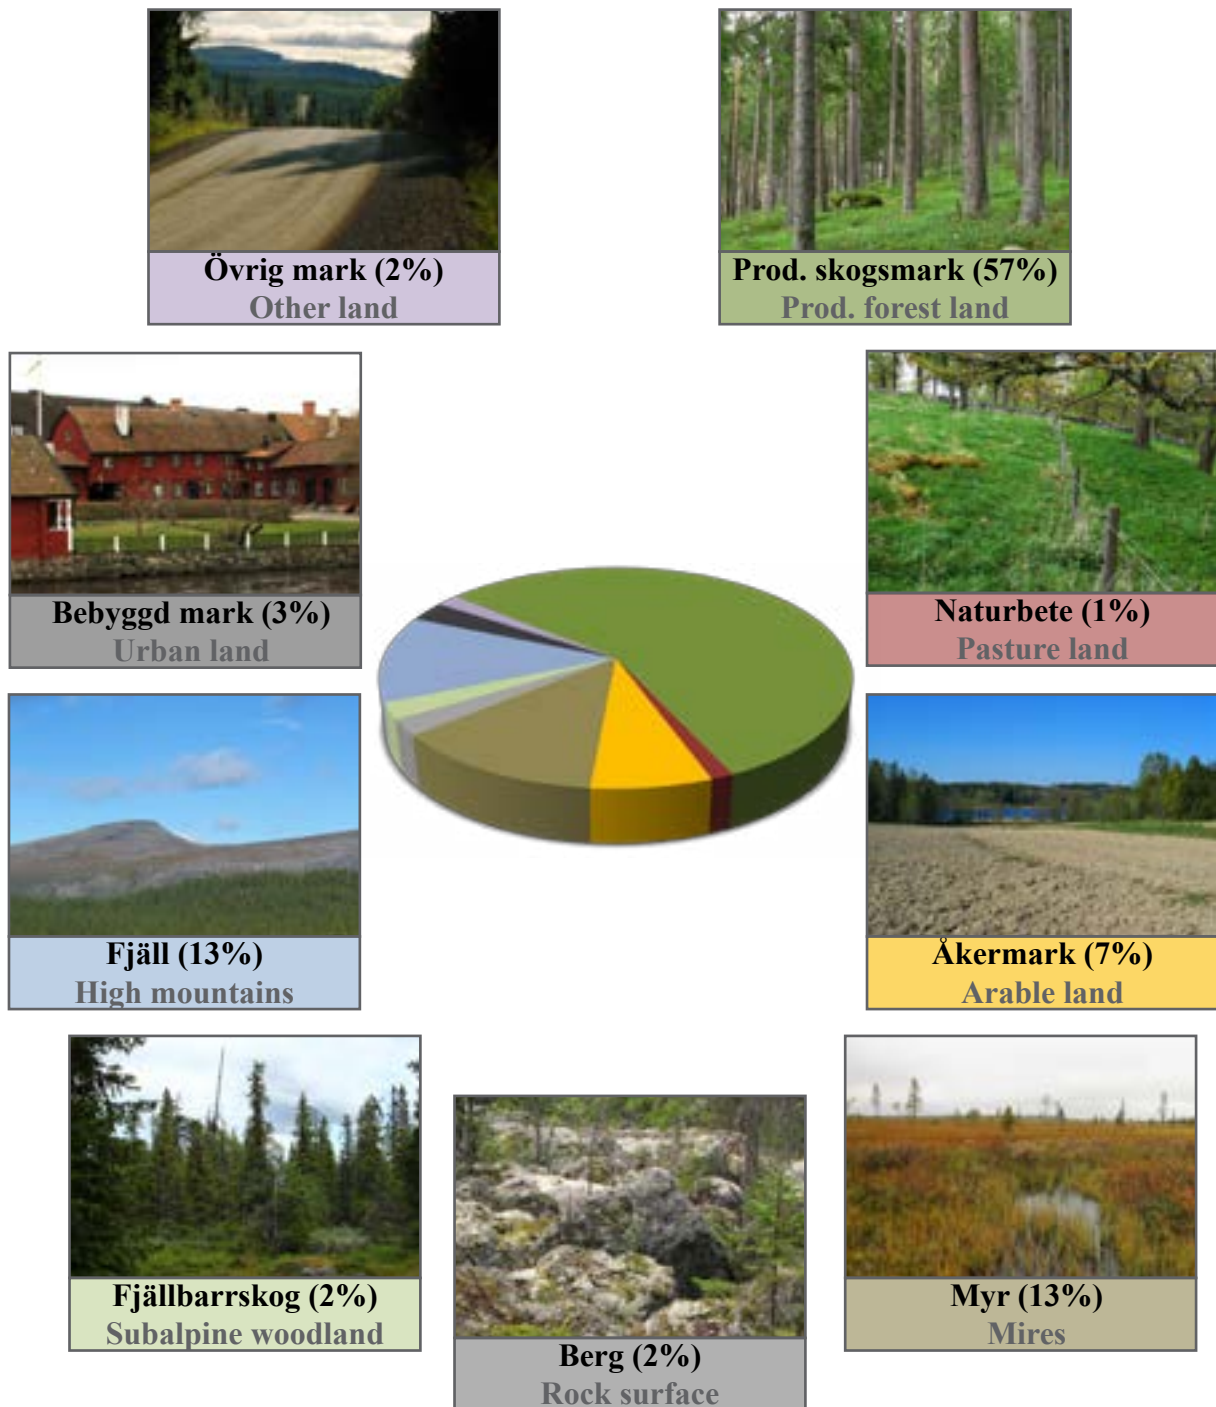 Övrig mark (2%)
Other land
Prod. skogsmark (57%)
Prod. forest land
Bebyggd mark (3%)
Urban land
Naturbete (1%)
Pasture land
Fjäll (13%)
High mountains
Åkermark (7%)
Arable land
Fjällbarrskog (2%)
Subalpine woodland
Berg (2%)
Rock surface
Myr (13%)
Mires